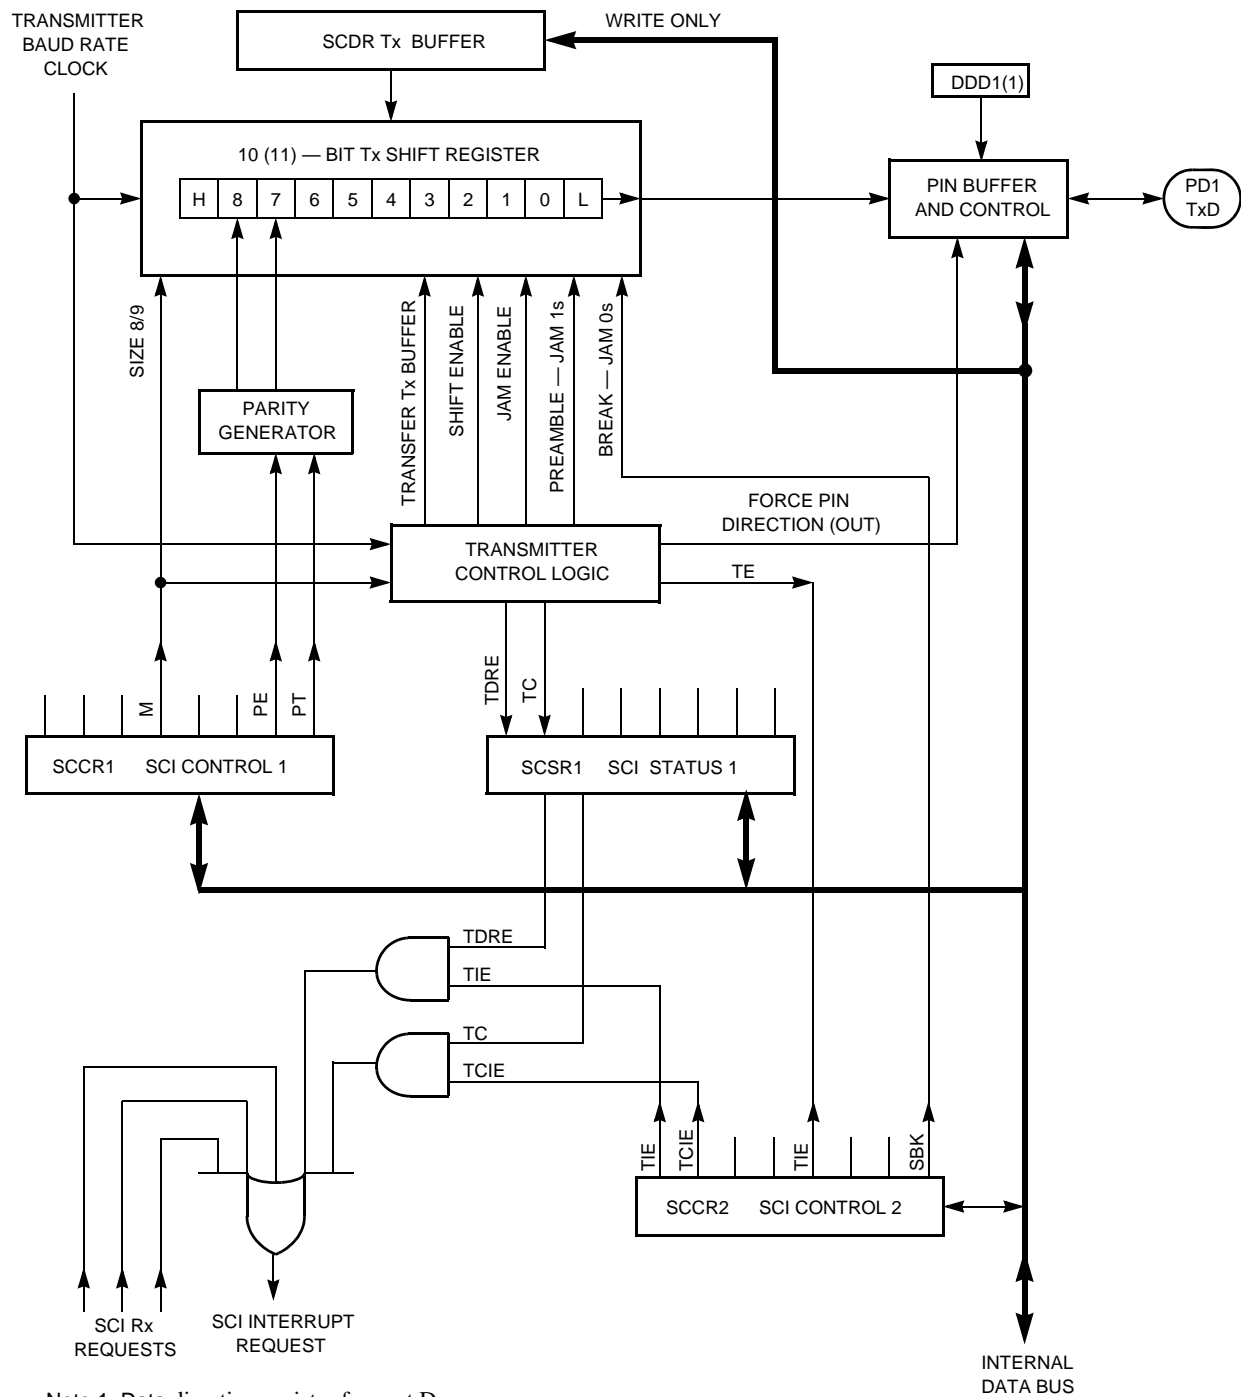 TRANSMITTER
BAUD RATE
CLOCK
SCDR Tx BUFFER
WRITE ONLY
DDD1(1)
10 (11) — BIT Tx SHIFT REGISTER
H 8 7 6 5 4 3 2 1 0 L
PIN BUFFER
AND CONTROL
PD1
TxD
SIZE 8/9
TRANSFER Tx BUFFER
SHIFT ENABLE
JAM ENABLE
PREAMBLE — JAM 1s
BREAK — JAM 0s
PARITY
GENERATOR
FORCE PIN
DIRECTION (OUT)
TRANSMITTER
CONTROL LOGIC
TE
TDRE
TC
M
PE
PT
SCCR1 SCI CONTROL 1
SCSR1 SCI STATUS 1
TDRE
TIE
TC
TCIE
TIE
TCIE
TIE
SBK
SCCR2 SCI CONTROL 2
SCI Rx
REQUESTS
SCI INTERRUPT
REQUEST
INTERNAL
DATA BUS